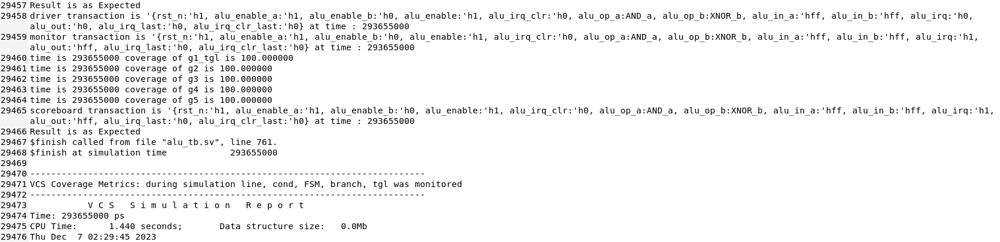 29457 Result is as Expected
29458 driver transaction is '{rst_n:'h1, alu_enable_a:'h1, alu_enable_b:'h0, alu_enable:'h1, alu_irq_clr:'h0, alu_op_a:AND_a, alu_op_b:XNOR_b, alu_in_a:'hff, alu_in_b:'hff, alu_irq:'h0,
alu_out:'h0, alu_irq_last:'h0, alu_irq_clr_last:'h0} at time : 293655000
29459 monitor transaction is '{rst_n:'h1, alu_enable_a:'h1, alu_enable_b:'h0, alu_enable:'h1, alu_irq_clr:'h0, alu_op_a:AND_a, alu_op_b:XNOR_b, alu_in_a:'hff, alu_in_b:'hff, alu_irq:'h1,
alu_out:'hff, alu_irq_last:'h0, alu_irq_clr_last:'h0} at time : 293655000
29460 time is 293655000 coverage of g1_tgl is 100.000000
29461 time is 293655000 coverage of g2 is 100.000000
29462 time is 293655000 coverage of g3 is 100.000000
29463 time is 293655000 coverage of g4 is 100.000000
29464 time is 293655000 coverage of g5 is 100.000000
29465 scoreboard transaction is '{rst_n:'h1, alu_enable_a:'h1, alu_enable_b:'h0, alu_enable:'h1, alu_irq_clr:'h0, alu_op_a:AND_a, alu_op_b:XNOR_b, alu_in_a:'hff, alu_in_b:'hff, alu_irq:'h1,
alu_out:'hff, alu_irq_last:'h0, alu_irq_clr_last:'h0} at time : 293655000
29466 Result is as Expected
29467 $finish called from file "alu_tb.sv", line 761.
29468 $finish at simulation time            293655000
29469
29470 ---------------------------------------------------------------------------
29471 VCS Coverage Metrics: during simulation line, cond, FSM, branch, tgl was monitored
29472 ---------------------------------------------------------------------------
29473            V C S   S i m u l a t i o n   R e p o r t
29474 Time: 293655000 ps
29475 CPU Time:      1.440 seconds;       Data structure size:   0.0Mb
29476 Thu Dec  7 02:29:45 2023